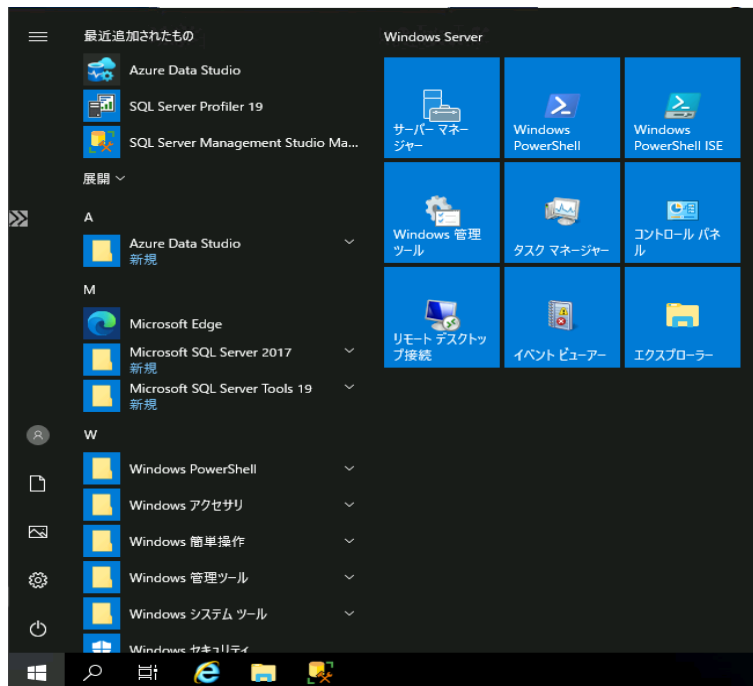 最近追加されたもの
Azure Data Studio
SQL Server Profiler 19
SQL Server Management Studio Ma...
展開
A
Azure Data Studio
新規
M
Microsoft Edge
Microsoft SQL Server 2017
新規
Microsoft SQL Server Tools 19
新規
W
Windows PowerShell
Windows アクセサリ
Windows 簡単操作
Windows 管理ツール
Windows システム ツール
Windows セキュリティ
Windows Server
サーバー マネー
ジャー
Windows
PowerShell
Windows
PowerShell ISE
Windows 管理
ツール
タスク マネージャー
コントロール パネ
ル
リモート デスクトッ
プ接続
イベント ビューアー
エクスプローラー